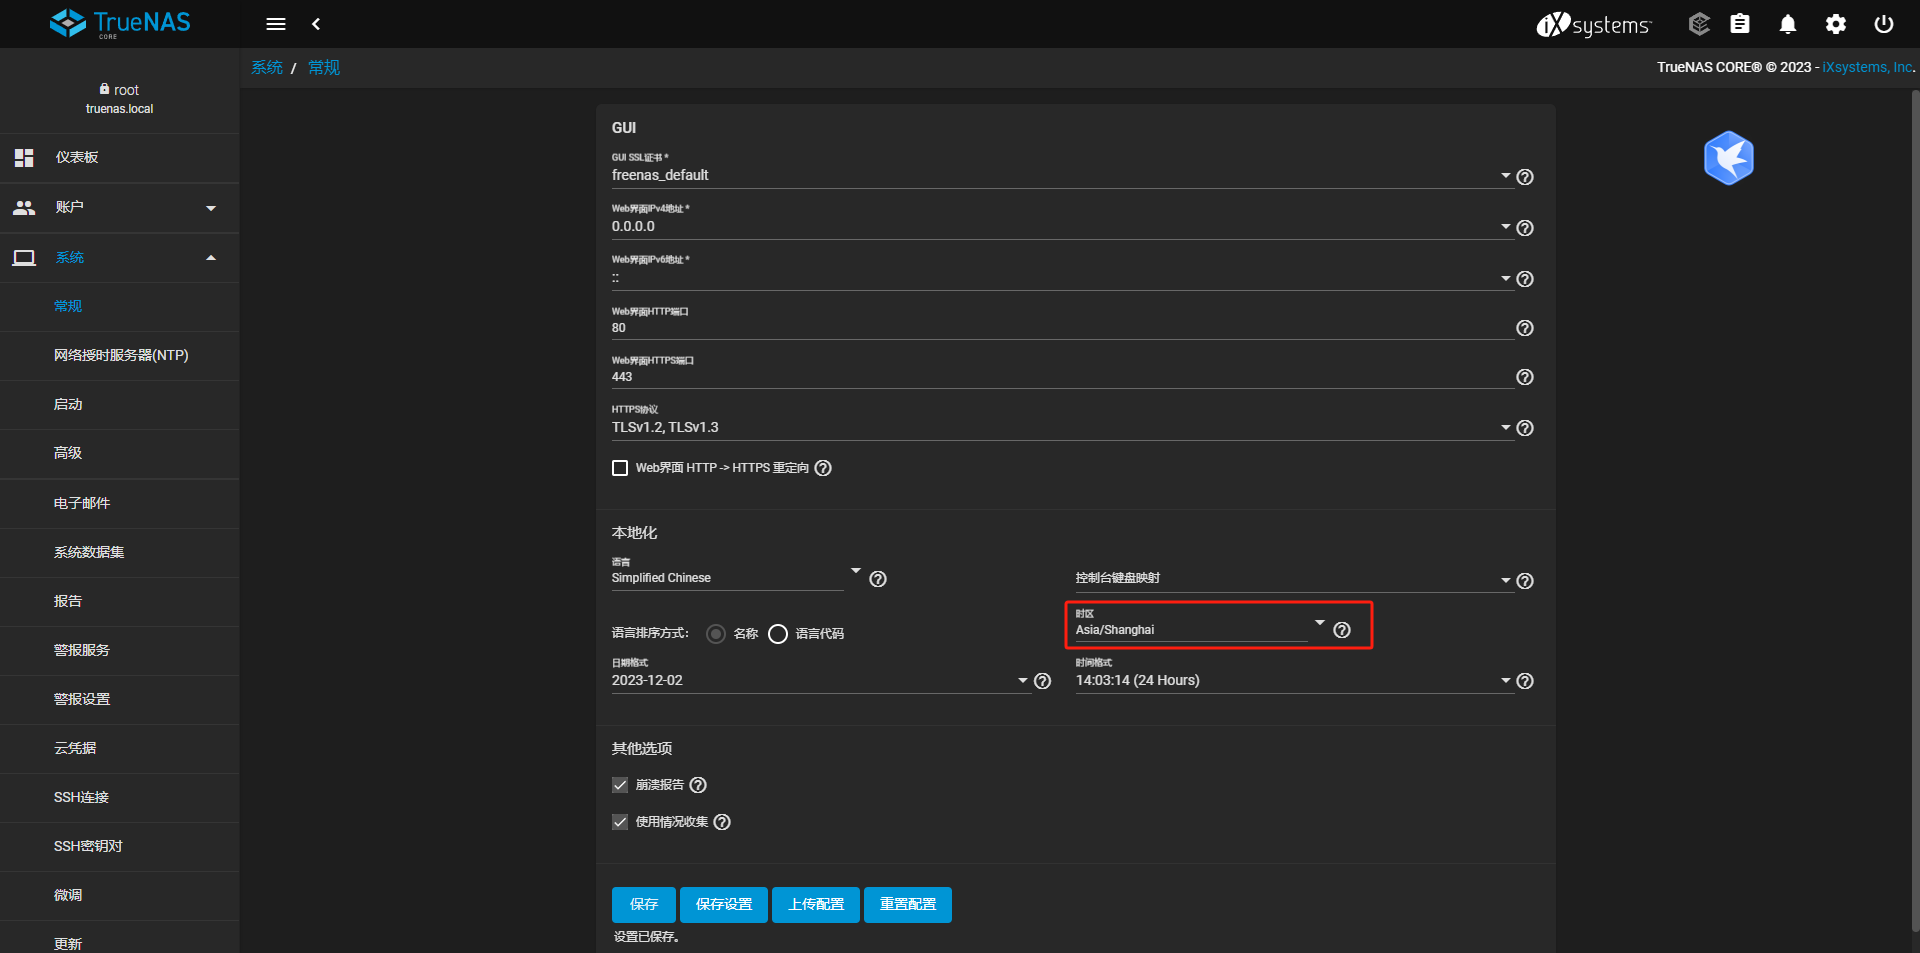 TrueNAS
CORE
iXsystems
系统 / 常规
TrueNAS CORE® © 2023 - iXsystems, Inc.
root
truenas.local
仪表板
账户
系统
常规
网络授时服务器(NTP)
启动
高级
电子邮件
系统数据集
报告
警报服务
警报设置
云凭据
SSH连接
SSH密钥对
微调
更新
GUI
GUI SSL证书 *
freenas_default
Web界面IPv4地址 *
0.0.0.0
Web界面IPv6地址 *
::
Web界面HTTP端口
80
Web界面HTTPS端口
443
HTTPS协议
TLSv1.2, TLSv1.3
Web界面 HTTP -> HTTPS 重定向
本地化
语言
Simplified Chinese
控制台键盘映射
语言排序方式: 名称 语言代码
时区
Asia/Shanghai
日期格式
2023-12-02
时间格式
14:03:14 (24 Hours)
其他选项
崩溃报告
使用情况收集
保存 保存设置 上传配置 重置配置
设置已保存。